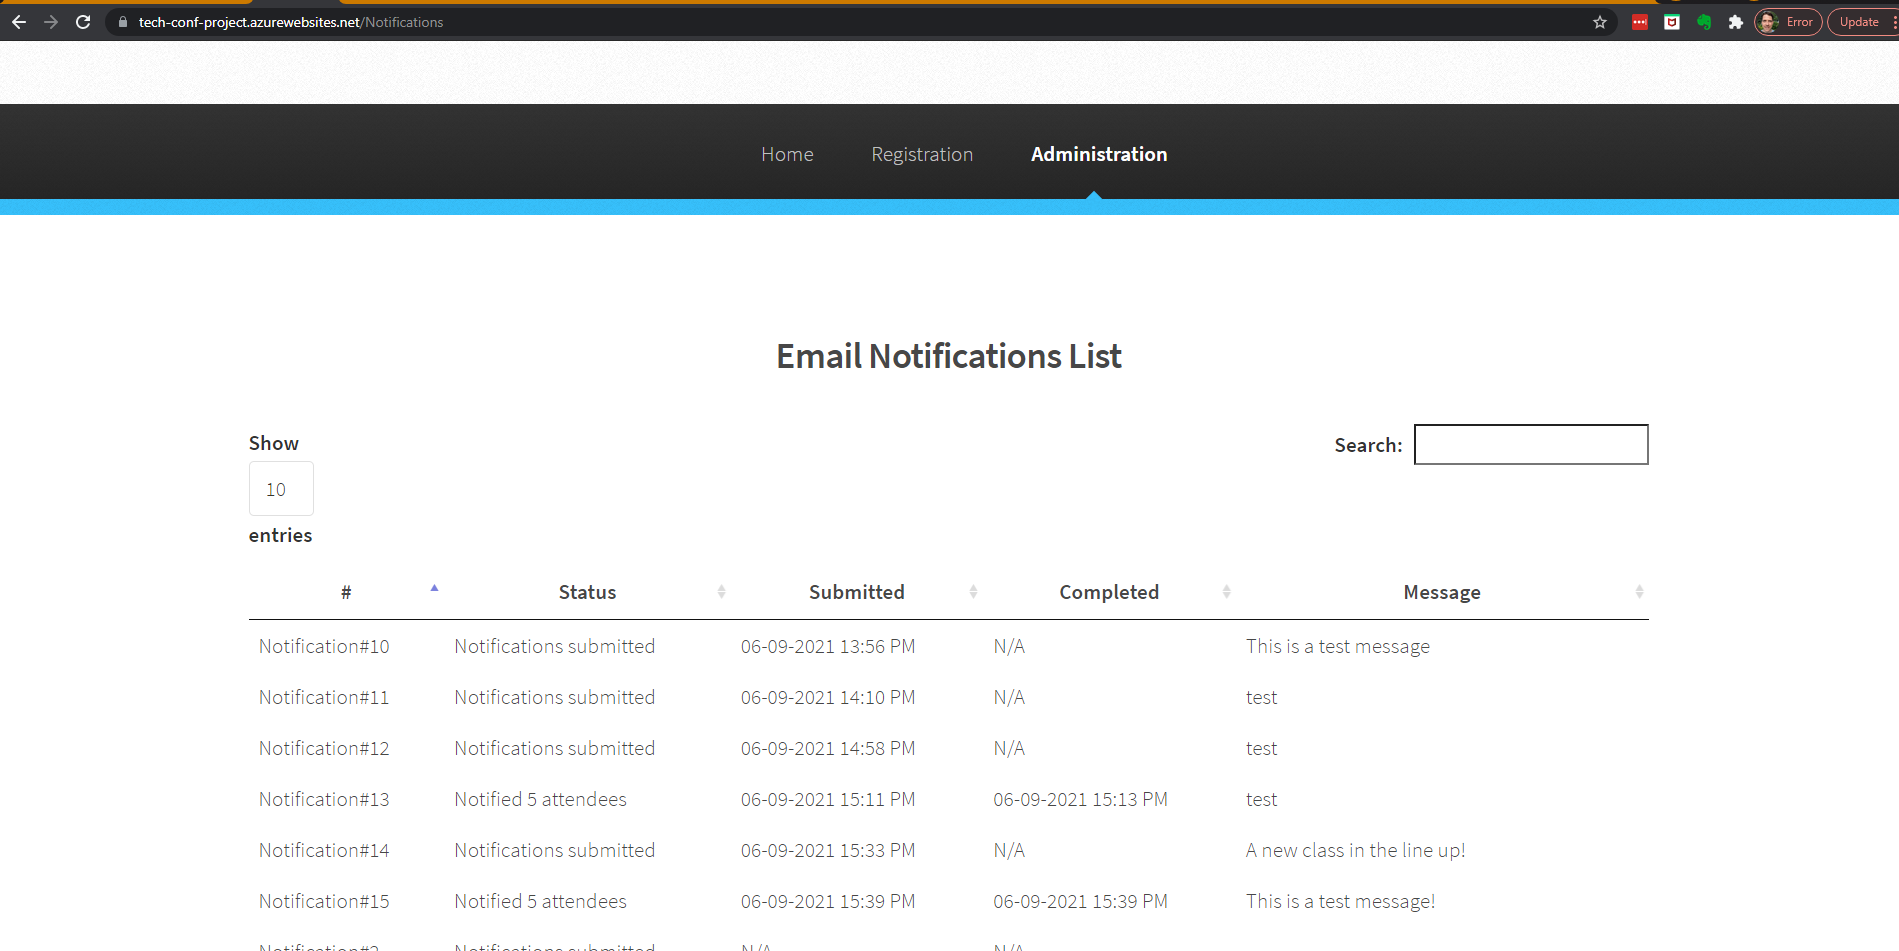 tech-conf-project.azurewebsites.net/Notifications Error Update
Home Registration Administration
Email Notifications List
Show
Search:
10
entries
# Status Submitted Completed Message
Notification#10 Notifications submitted 06-09-2021 13:56 PM N/A This is a test message
Notification#11 Notifications submitted 06-09-2021 14:10 PM N/A test
Notification#12 Notifications submitted 06-09-2021 14:58 PM N/A test
Notification#13 Notified 5 attendees 06-09-2021 15:11 PM 06-09-2021 15:13 PM test
Notification#14 Notifications submitted 06-09-2021 15:33 PM N/A A new class in the line up!
Notification#15 Notified 5 attendees 06-09-2021 15:39 PM 06-09-2021 15:39 PM This is a test message!
Notifications submitted N/A N/A